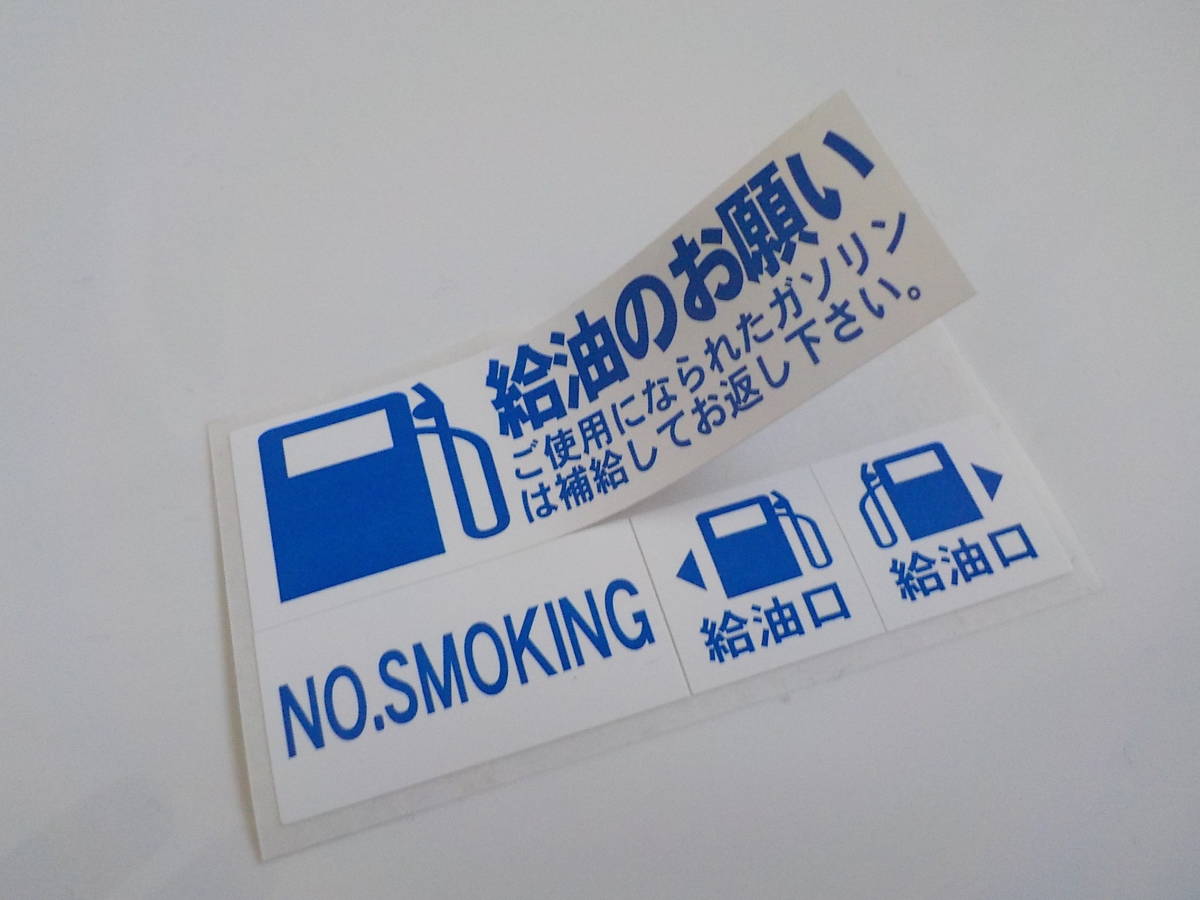 給油のお願い
ご使用になられたガソリン
は補給してお返し下さい。
NO.SMOKING
給油口
給油口